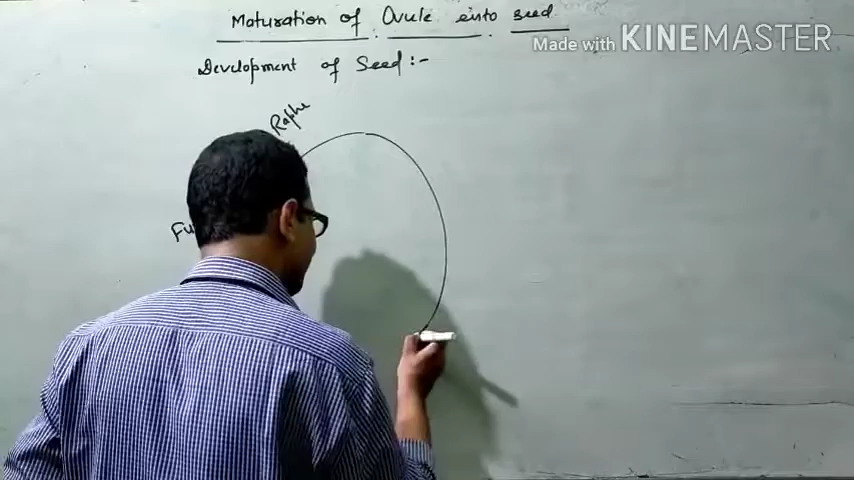 Maturation of Ovule into seed
Made with KINEMASTER
Development of Seed :-
Raphe
Fu